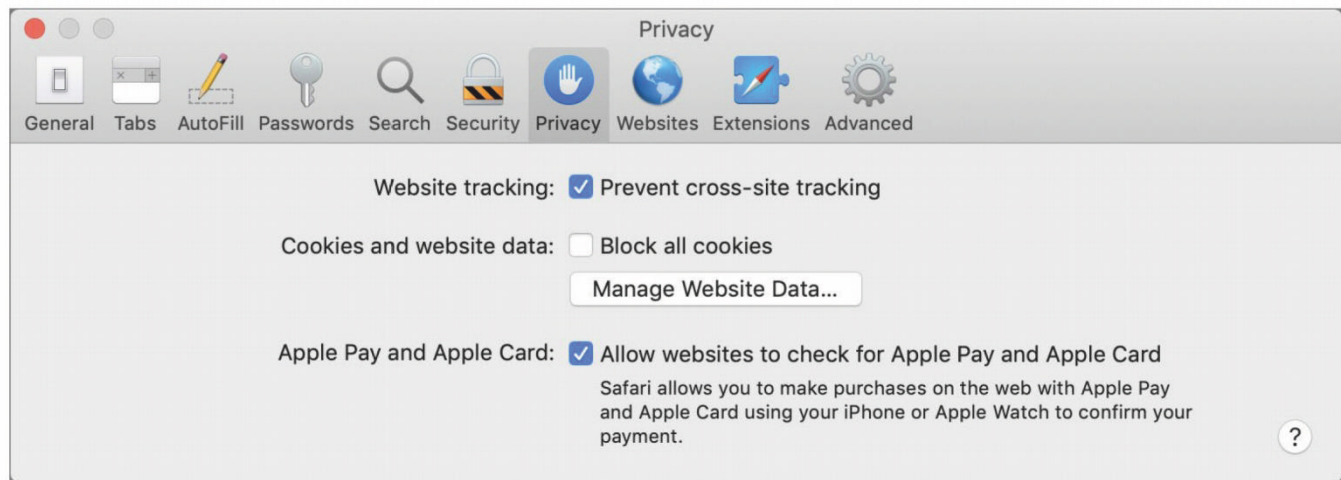 Privacy
General Tabs AutoFill Passwords Search Security Privacy Websites Extensions Advanced
Website tracking: Prevent cross-site tracking
Cookies and website data: Block all cookies
Manage Website Data...
Apple Pay and Apple Card: Allow websites to check for Apple Pay and Apple Card
Safari allows you to make purchases on the web with Apple Pay
and Apple Card using your iPhone or Apple Watch to confirm your
payment.
?